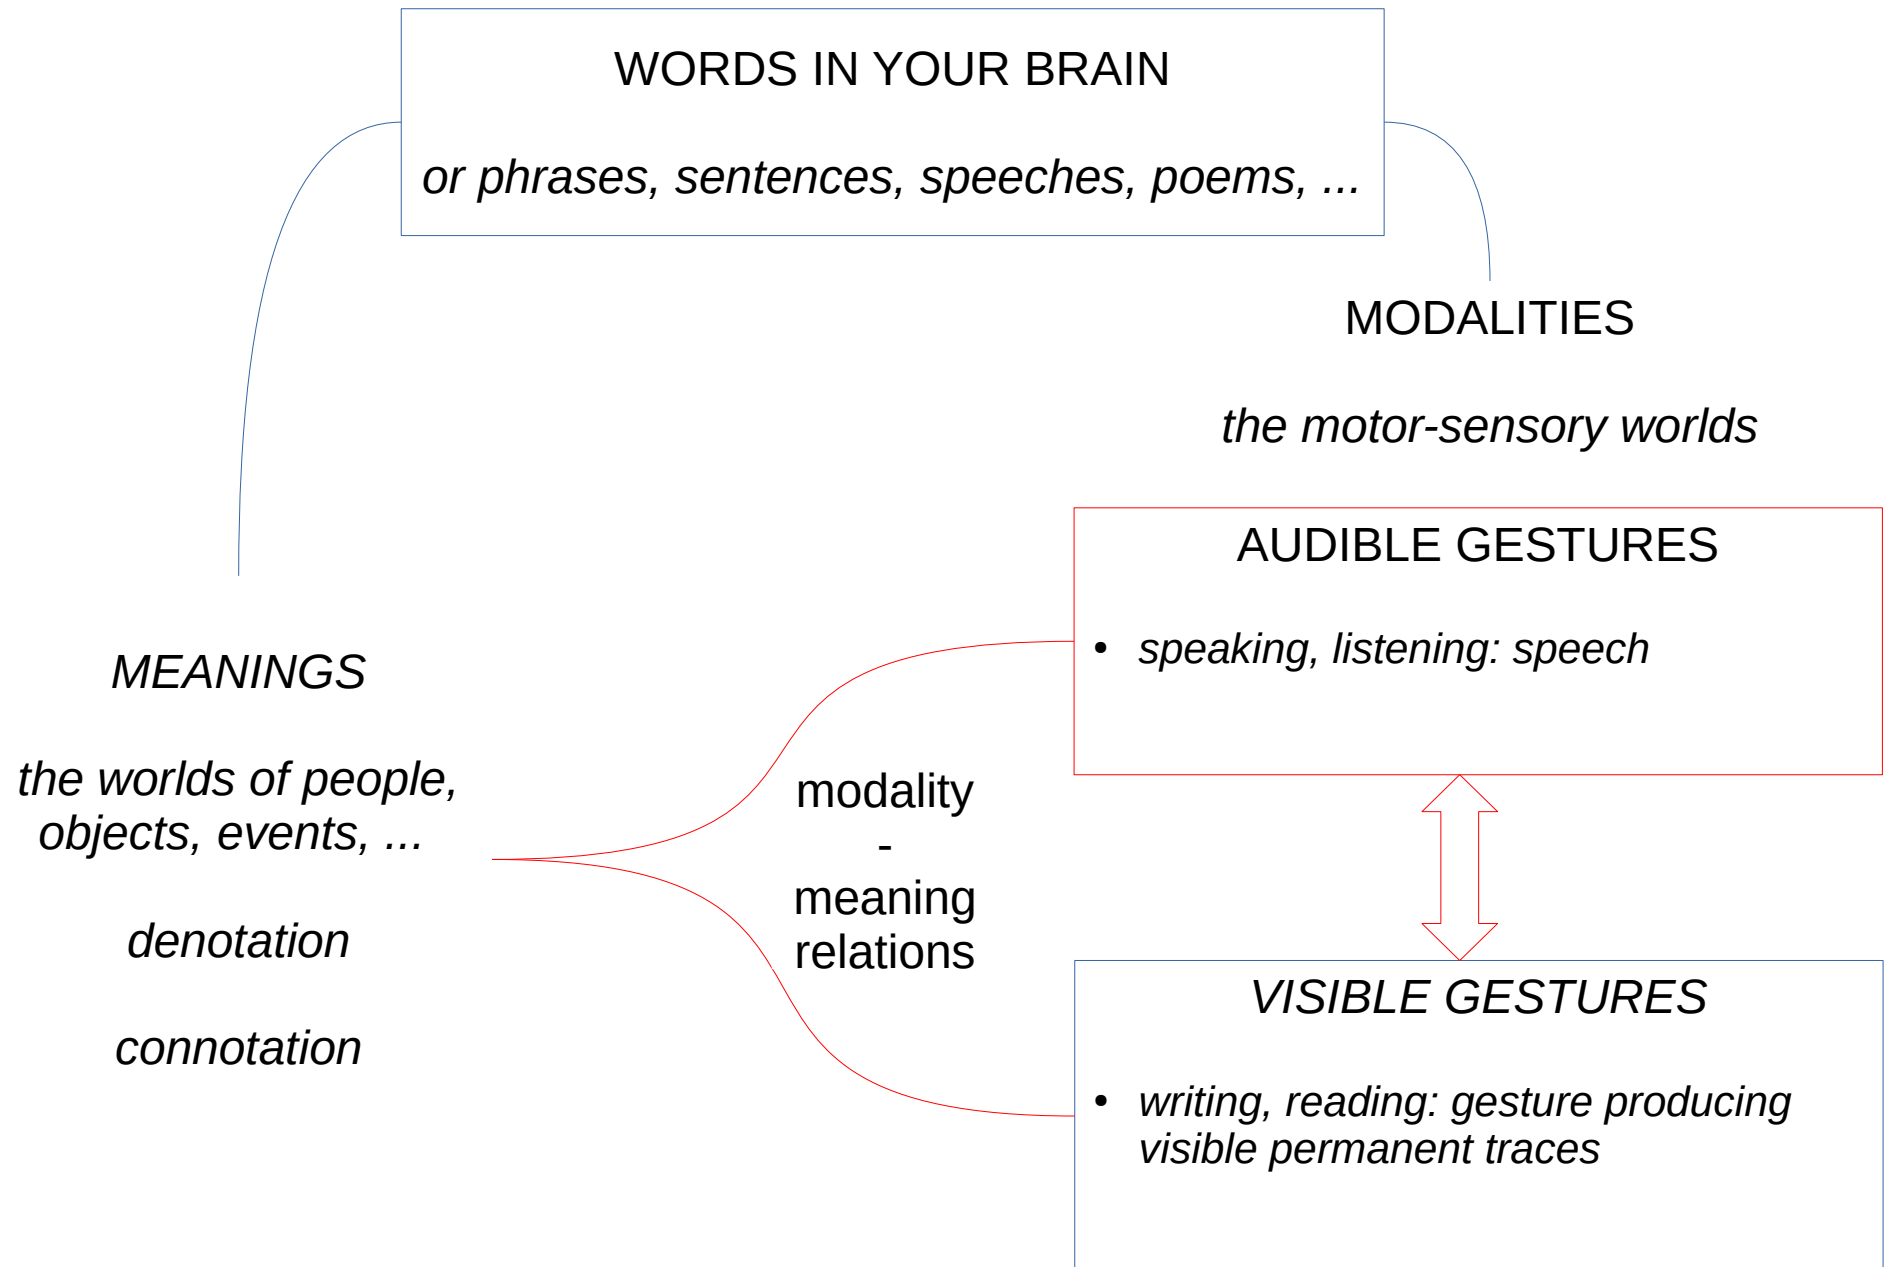 WORDS IN YOUR BRAIN
or phrases, sentences, speeches, poems, ...
MODALITIES
the motor-sensory worlds
AUDIBLE GESTURES
• speaking, listening: speech
MEANINGS
the worlds of people,
objects, events, ...
denotation
connotation
modality
-
meaning
relations
VISIBLE GESTURES
• writing, reading: gesture producing
visible permanent traces